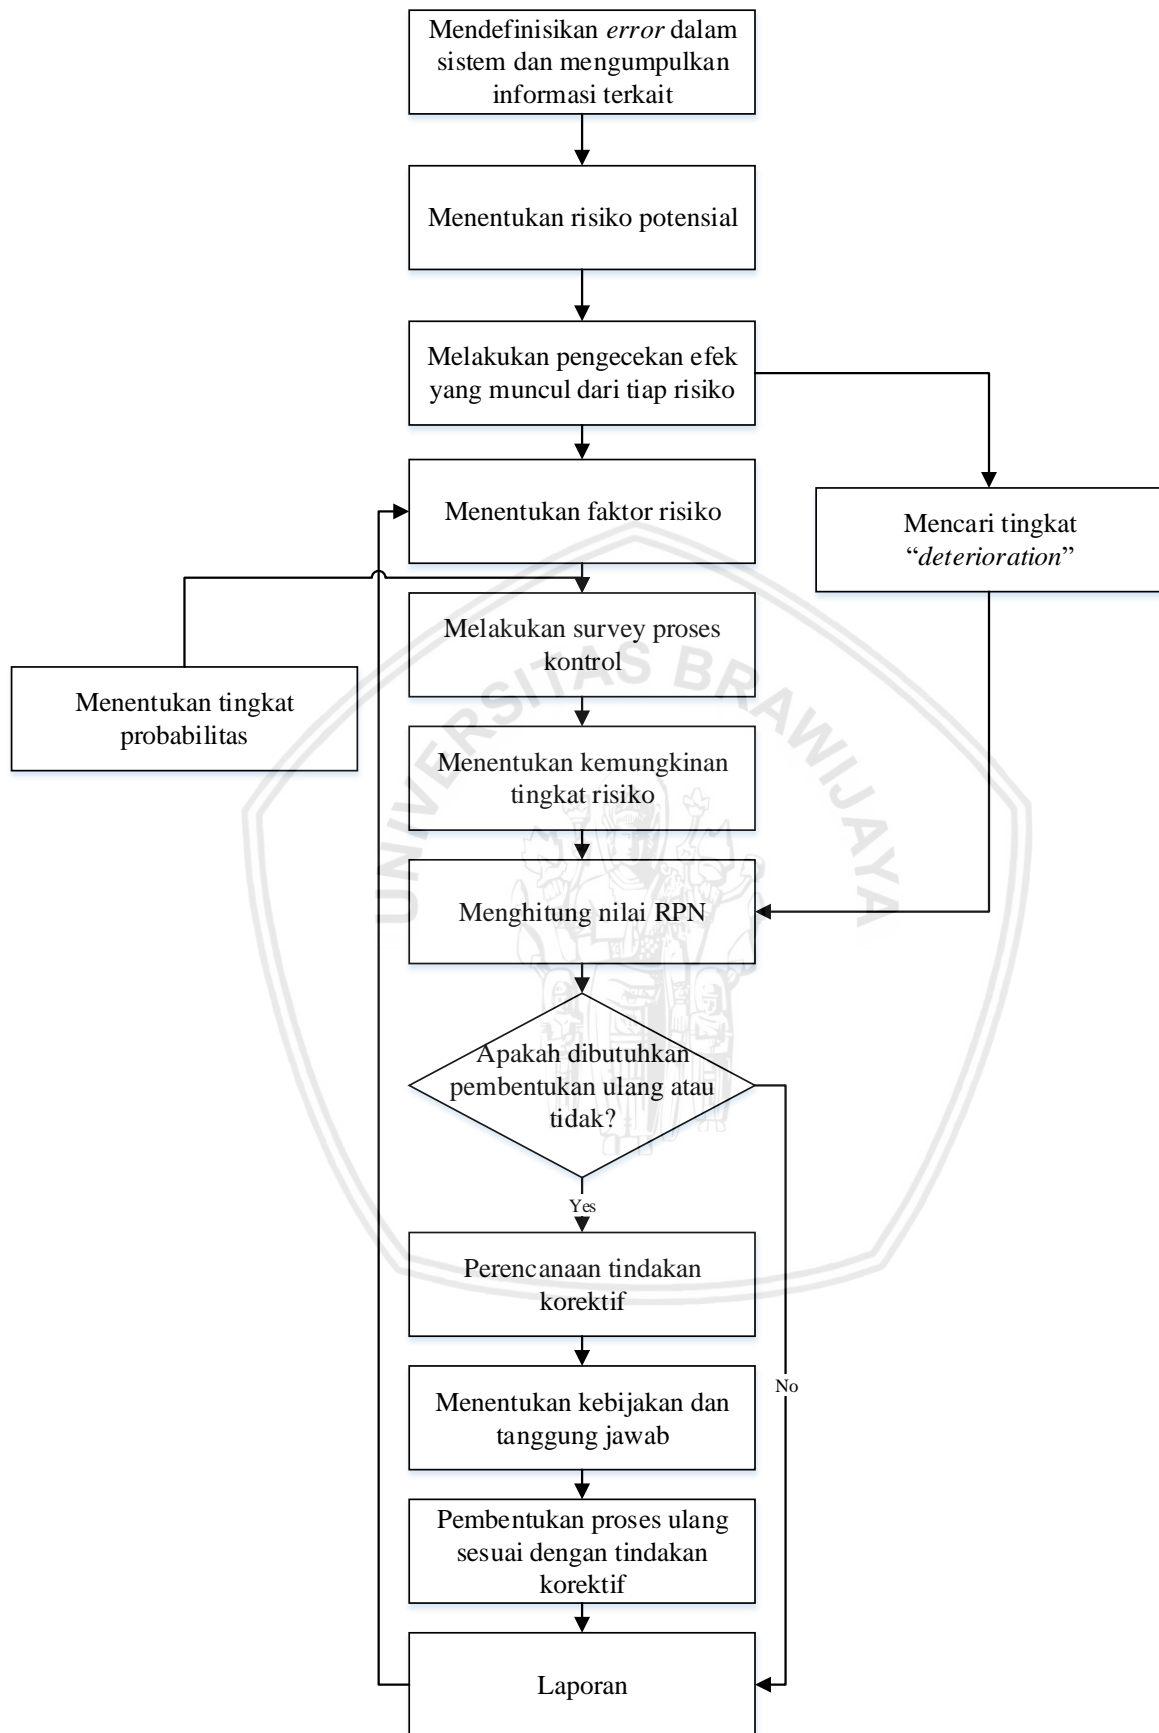 Mendefinisikan error dalam
sistem dan mengumpulkan
informasi terkait
Menentukan risiko potensial
Melakukan pengecekan efek
yang muncul dari tiap risiko
Menentukan faktor risiko
Mencari tingkat
“deterioration”
Melakukan survey proses
kontrol
Menentukan tingkat
probabilitas
Menentukan kemungkinan
tingkat risiko
UNIVERSITAS BRAWIJAYA
Menghitung nilai RPN
Apakah dibutuhkan
pembentukan ulang atau
tidak?
Yes
Perencanaan tindakan
korektif
No
Menentukan kebijakan dan
tanggung jawab
Pembentukan proses ulang
sesuai dengan tindakan
korektif
Laporan